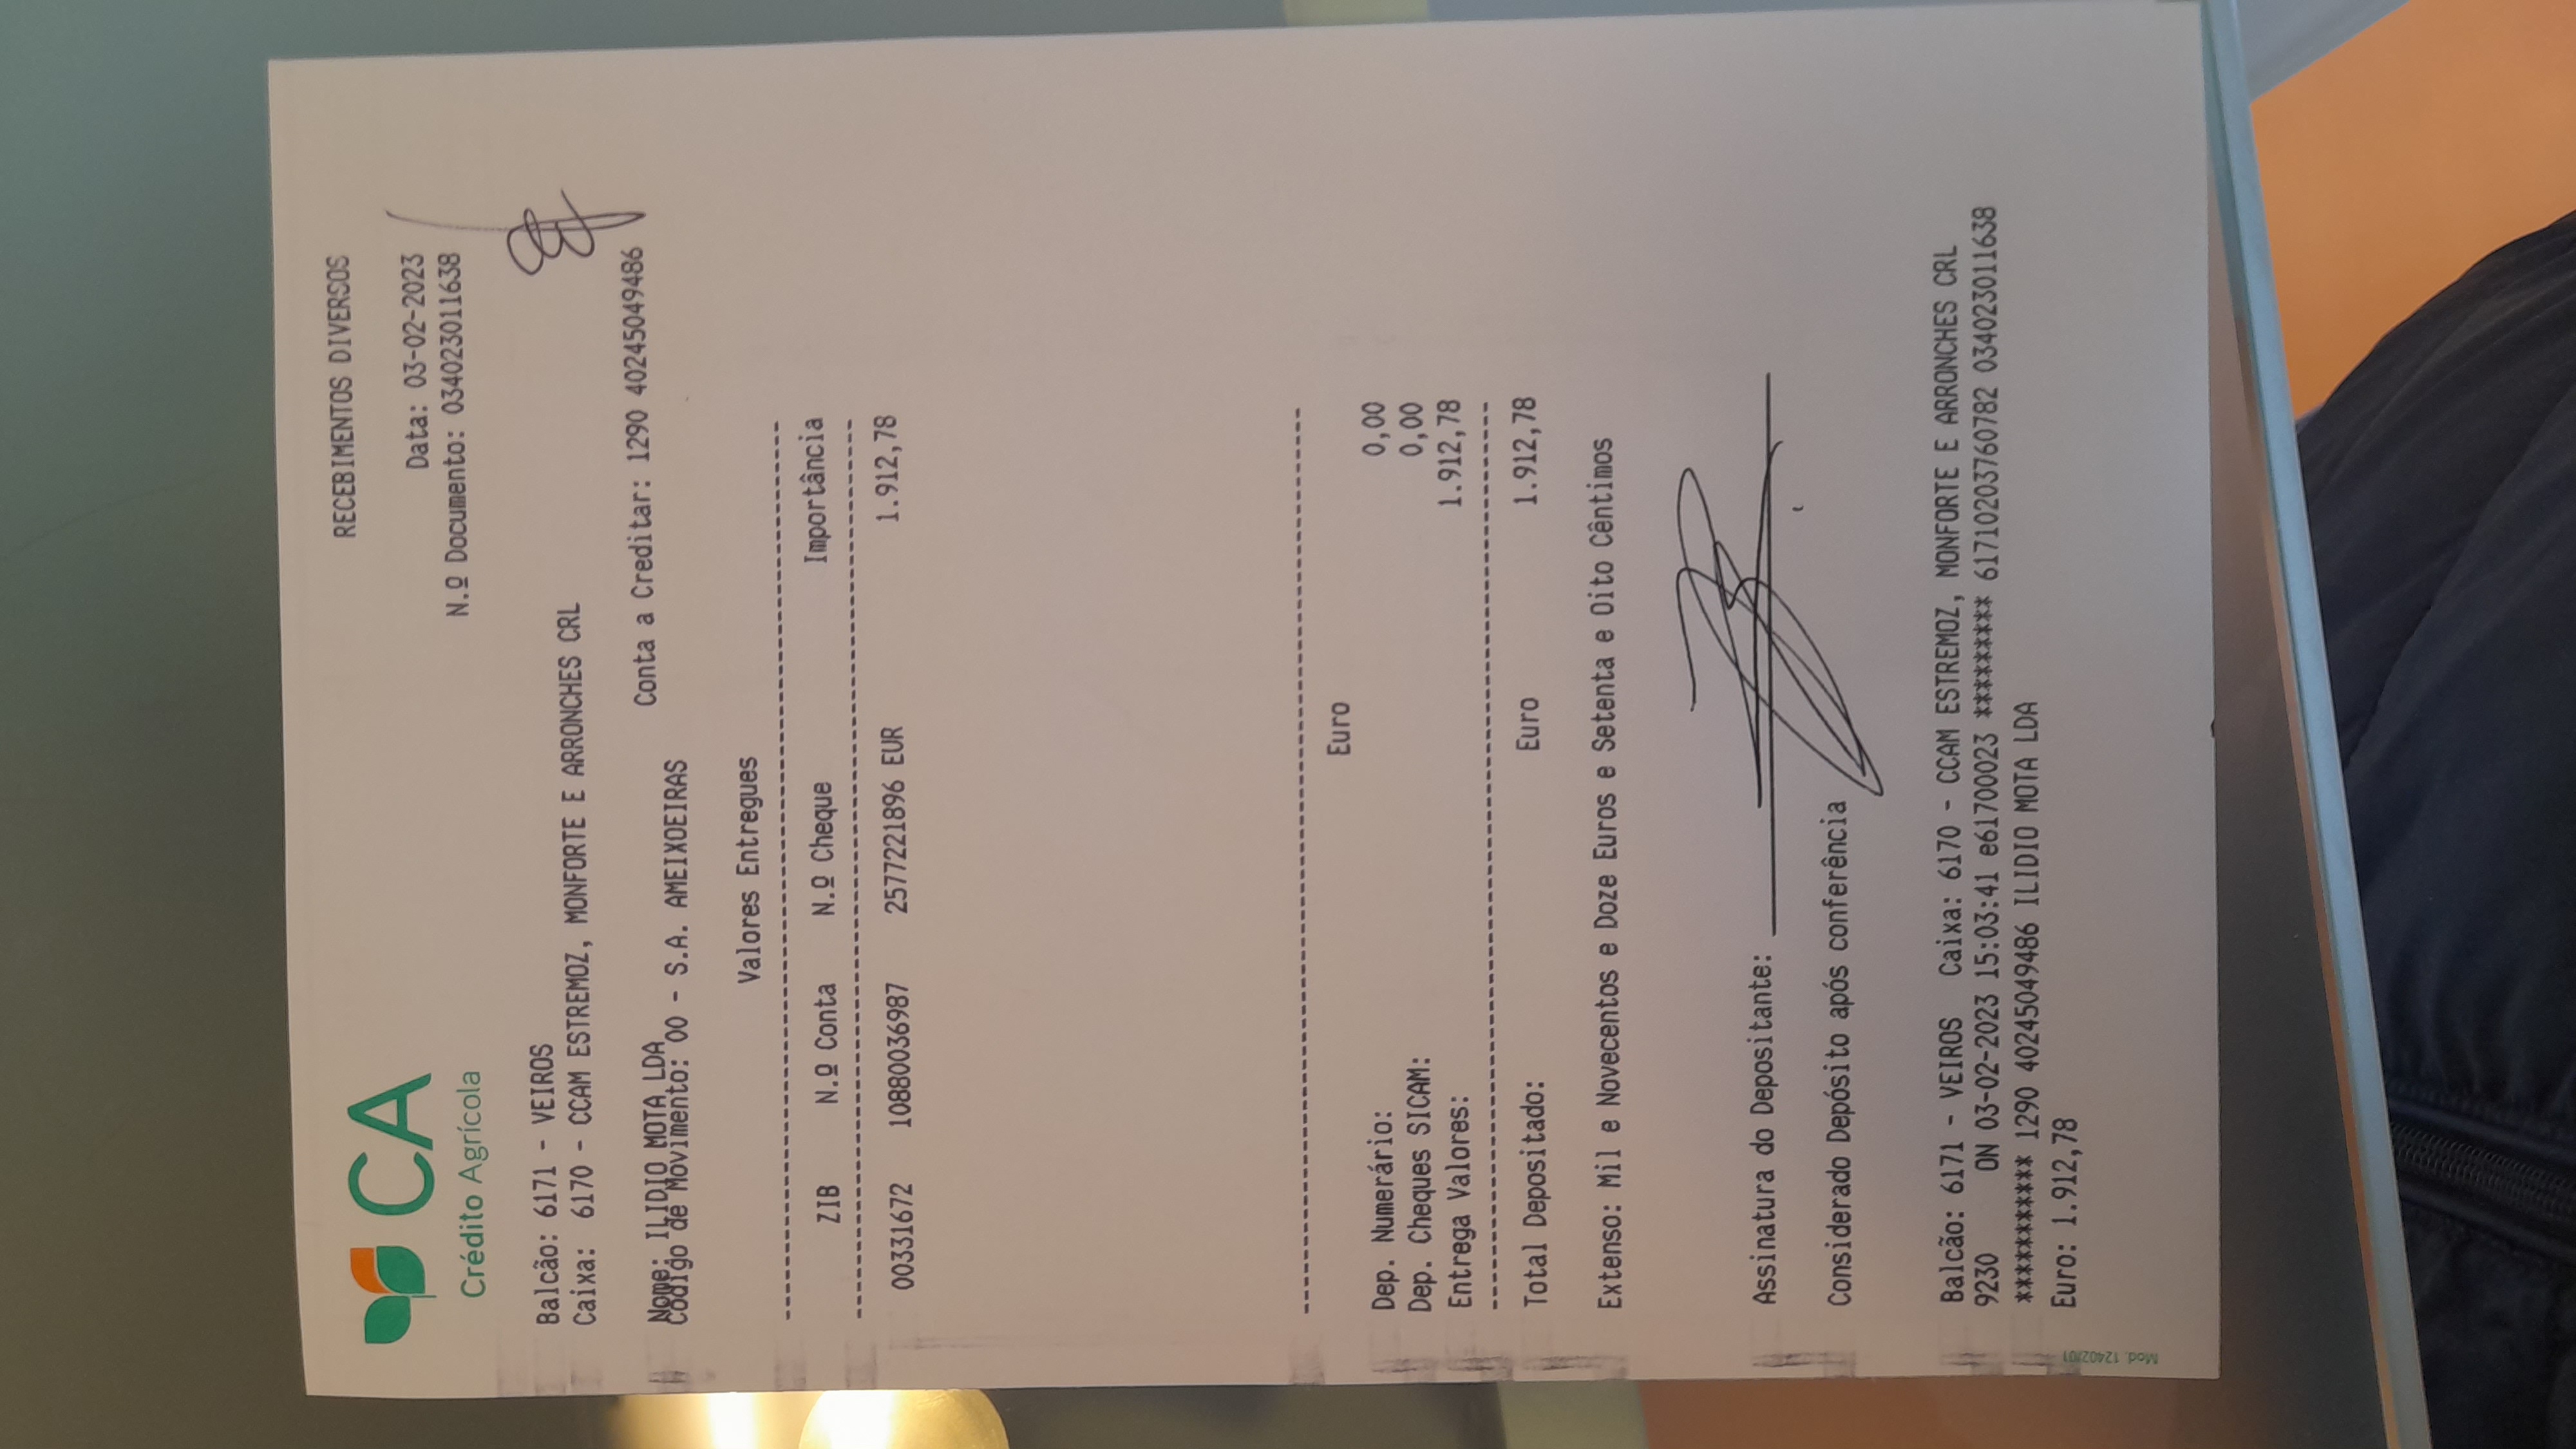 CA
Crédito Agrícola
RECEBIMENTOS DIVERSOS
Data: 03-02-2023
N.º Documento: 0340230116​38
Balcão: 6171 - VEIROS
Caixa: 6170 - CCAM ESTREMOZ, MONFORTE E ARRONCHES CRL
Conta a Creditar: 1290 40245049486
Nome: ILIDIO MOTA LDA
Código de Movimento: 00 - S.A. AMEIXOEIRAS
Valores Entregues
ZIB N.º Conta N.º Cheque Importância
00331672 10880036987 2577221896 EUR 1.912,78
Euro
Dep. Numerário: 0,00
Dep. Cheques SICAM: 0,00
Entrega Valores: 1.912,78
Total Depositado: Euro 1.912,78
Extenso: Mil e Novecentos e Doze Euros e Setenta e Oito Cêntimos
Assinatura do Depositante:
Considerado Depósito após conferência
Balcão: 6171 - VEIROS Caixa: 6170 - CCAM ESTREMOZ, MONFORTE E ARRONCHES CRL
9230 ON 03-02-2023 15:03:41 e61700023 ******** 6171020376​0782 034023011638
********** 1290 40245049486 ILIDIO MOTA LDA
Euro: 1.912,78
Mod. 12402/01